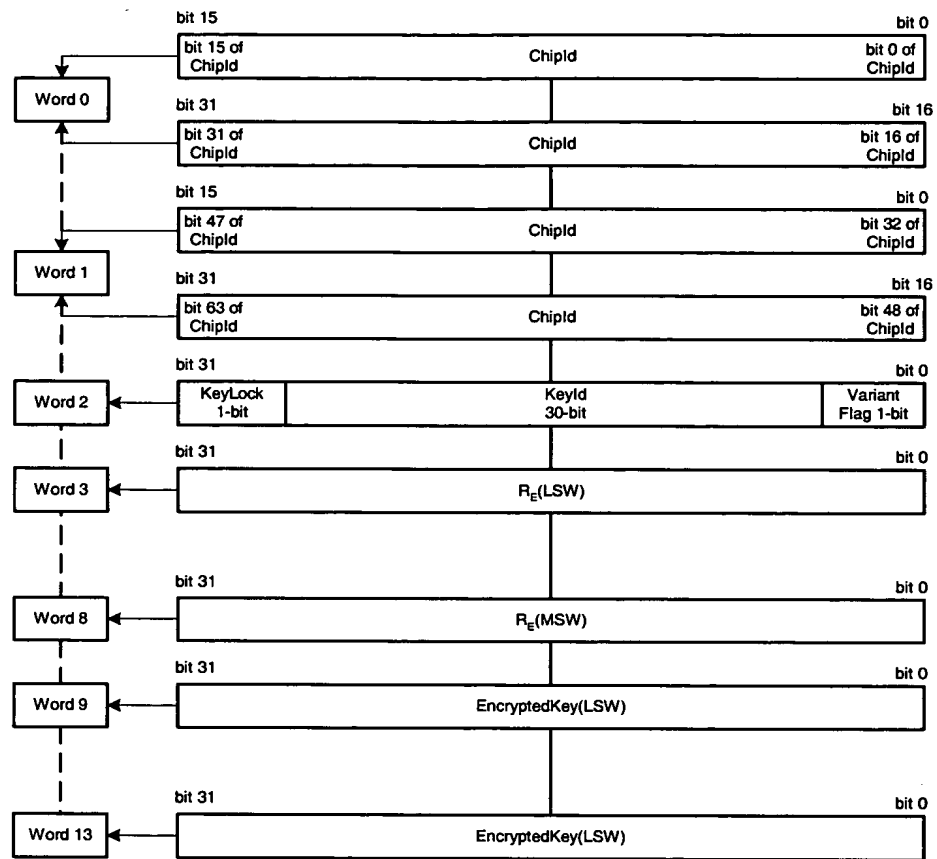 bit 15 bit 0
bit 15 of ChipId bit 0 of
ChipId ChipId
Word 0
bit 31 bit 16
bit 31 of ChipId bit 16 of
ChipId ChipId
bit 15 bit 0
bit 47 of ChipId bit 32 of
ChipId ChipId
Word 1
bit 31 bit 16
bit 63 of ChipId bit 48 of
ChipId ChipId
bit 31 bit 0
Word 2 KeyLock KeyId Variant
1-bit 30-bit Flag 1-bit
bit 31 bit 0
Word 3 R_E(LSW)
bit 31 bit 0
Word 8 R_E(MSW)
bit 31 bit 0
Word 9 EncryptedKey(LSW)
bit 31 bit 0
Word 13 EncryptedKey(LSW)